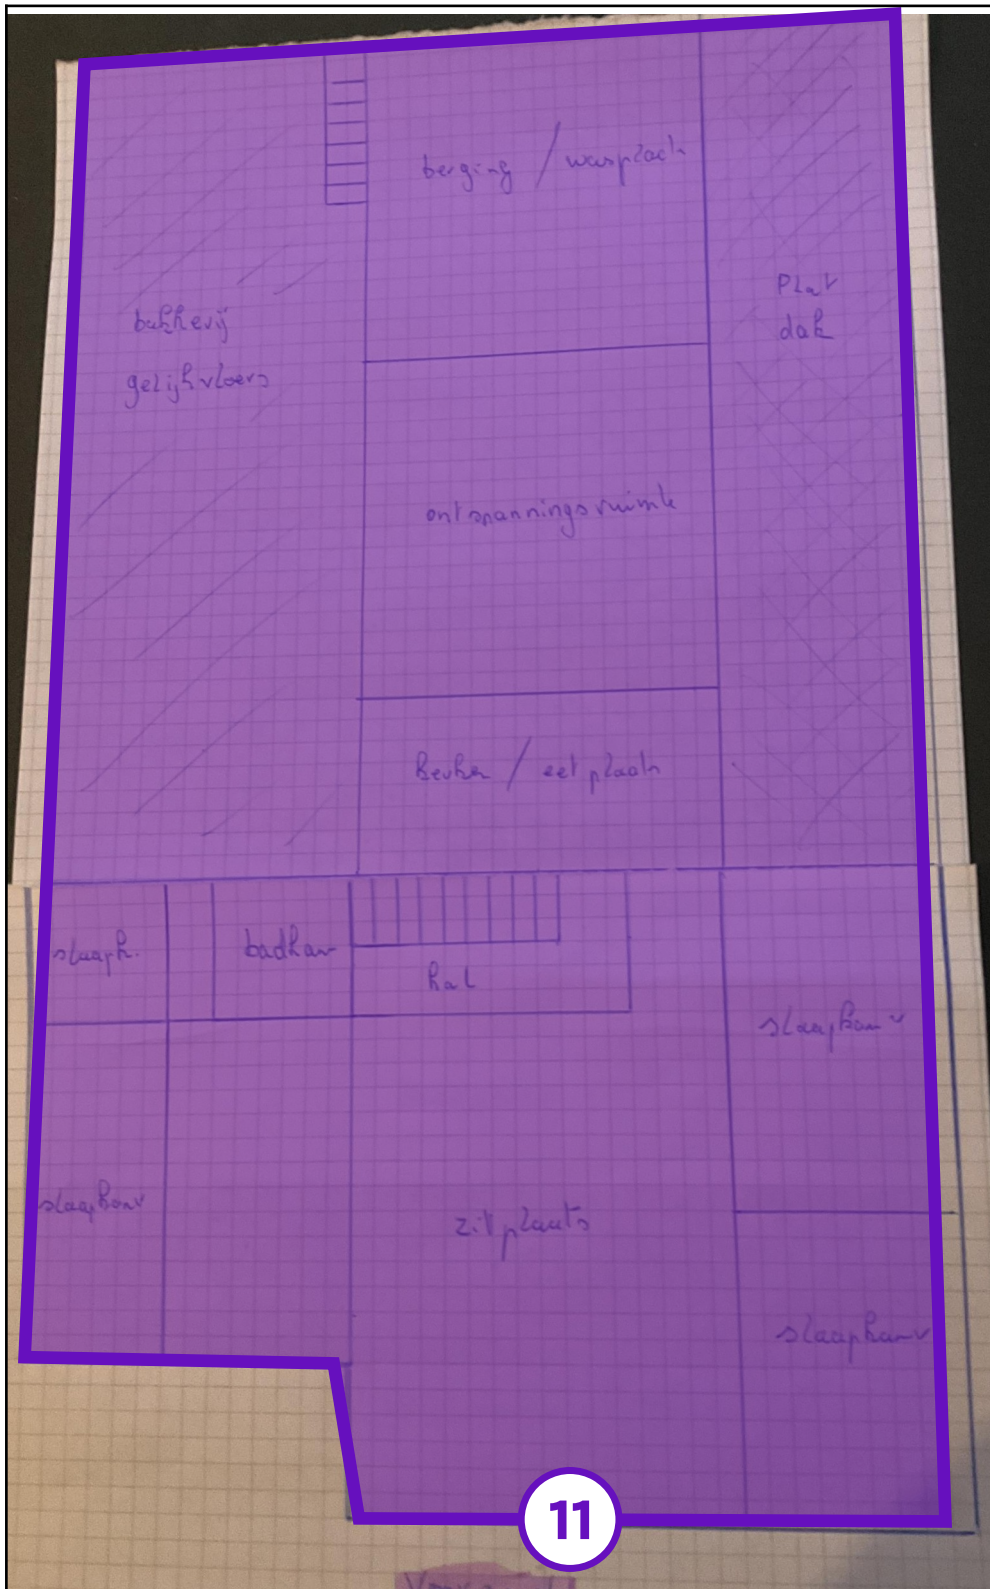 berging / wasplaats
Plat
dak
bakkerij
gelijkvloers
ontspanningsruimte
keuken / eetplaats
slaapk.
badkam
hal
slaapkam
slaapkam
zitplaats
slaapkam
11